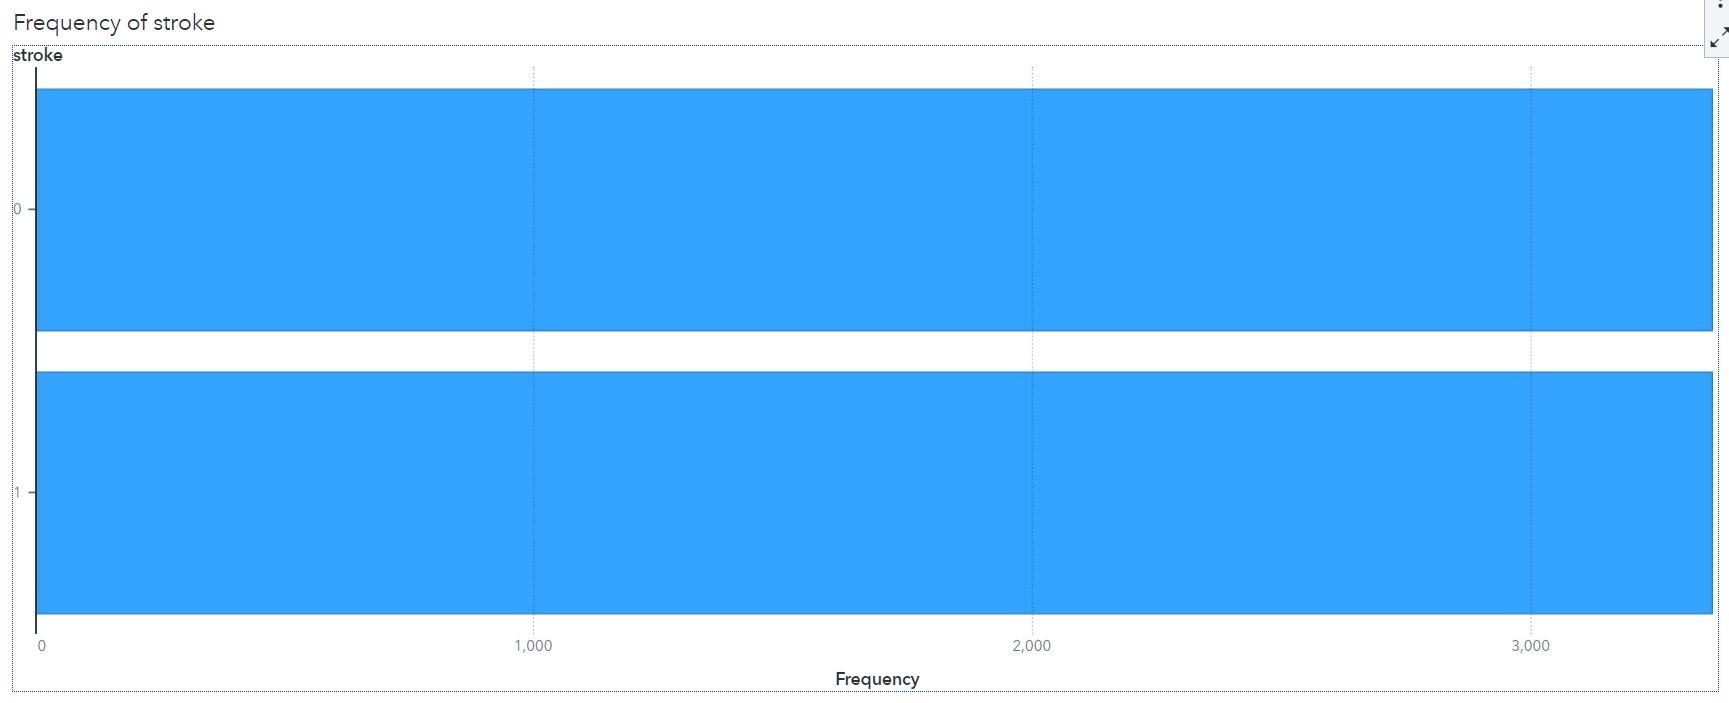 Frequency of stroke
stroke
0
1
0 1,000 2,000 3,000
Frequency